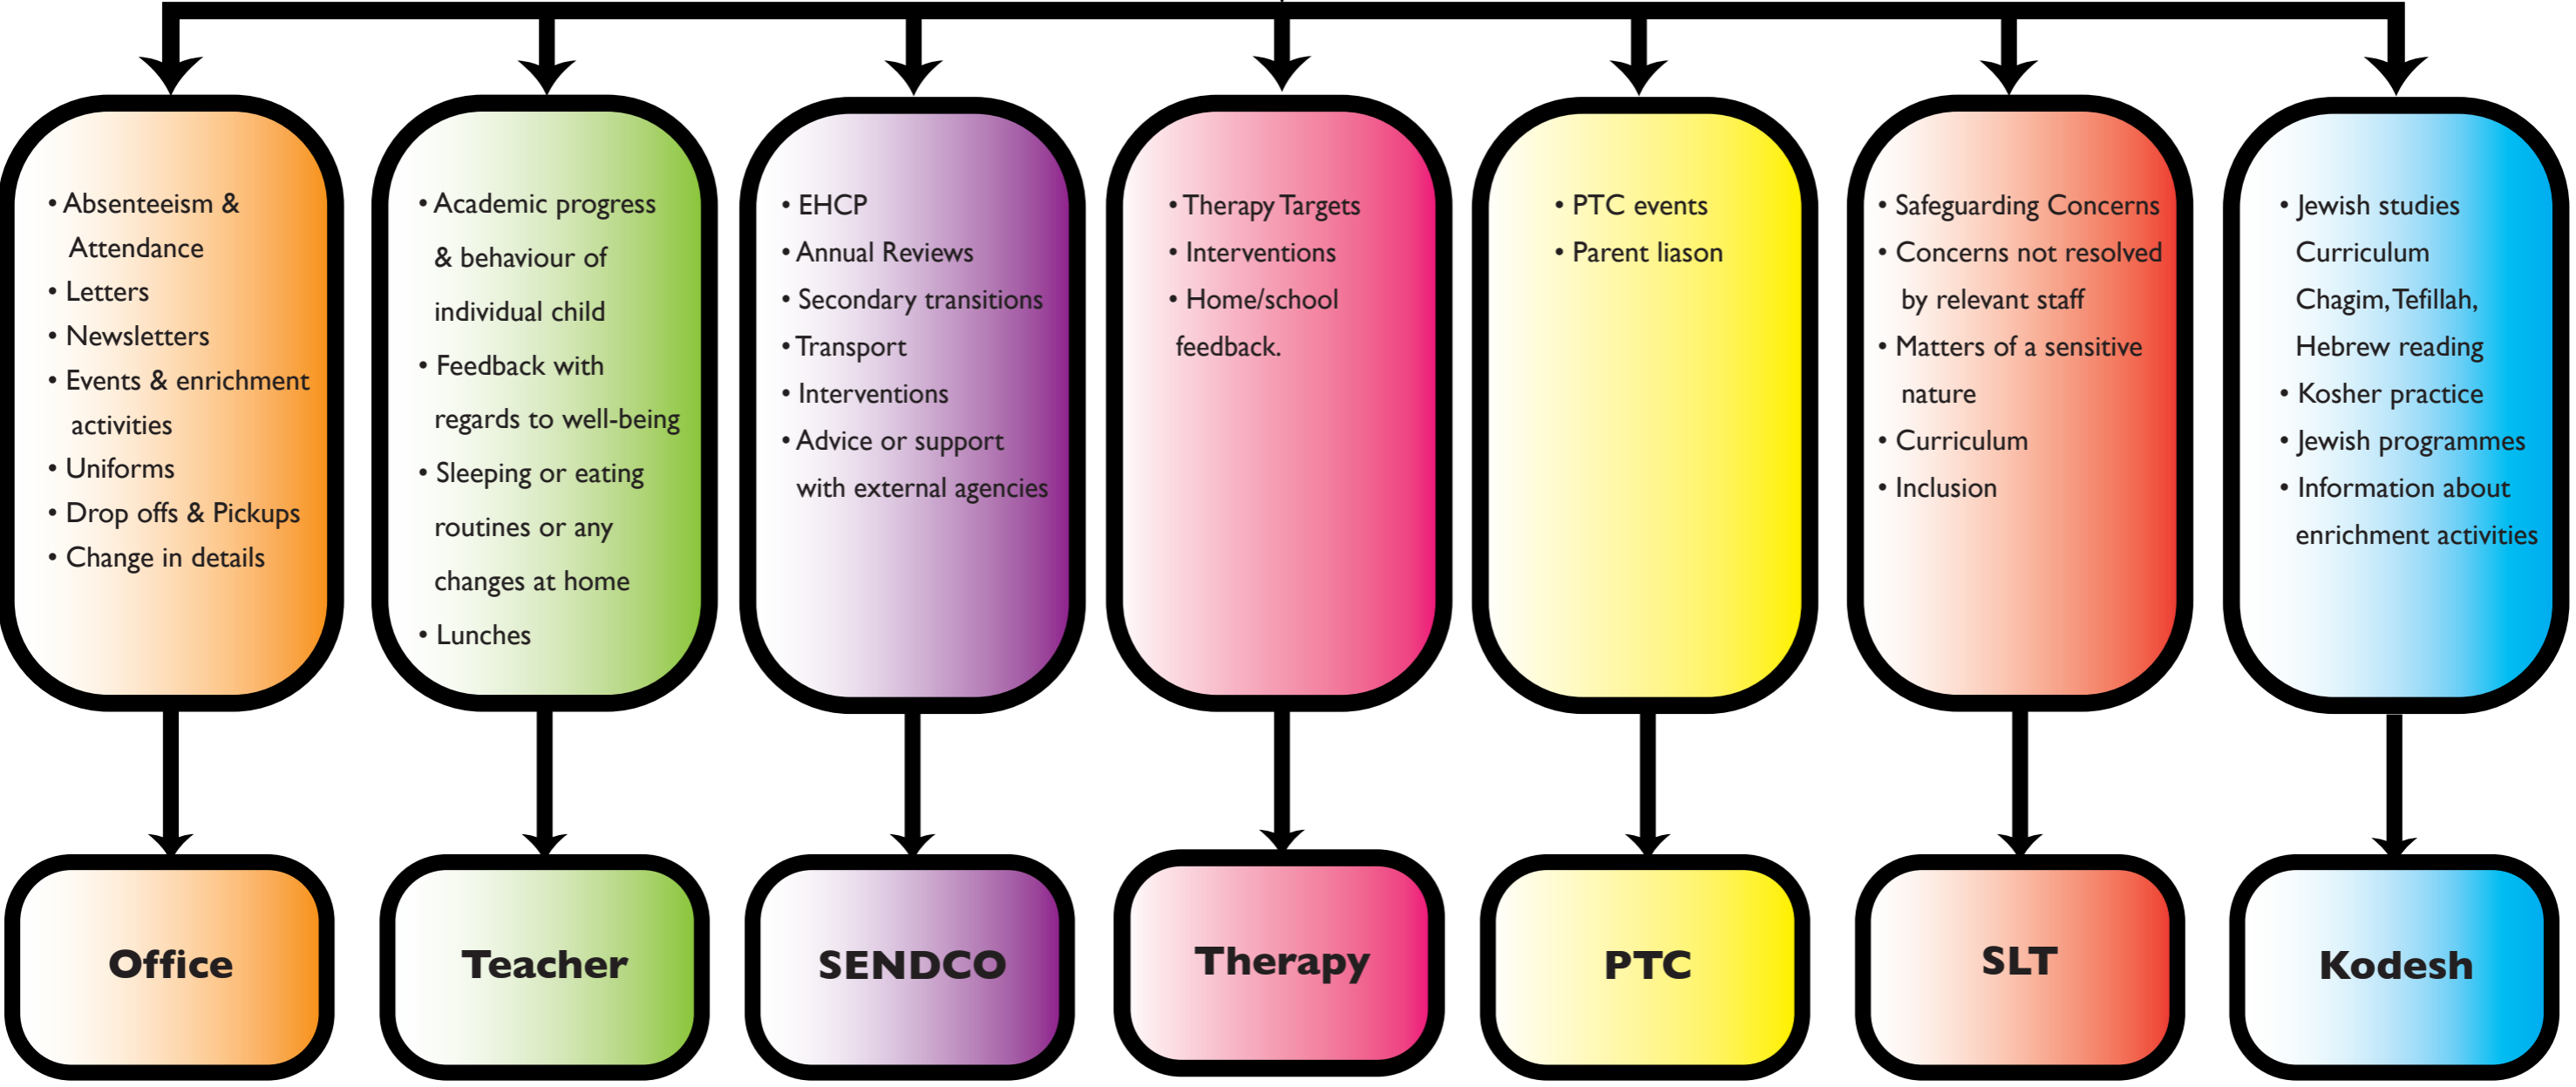 • Absenteeism &
Attendance
• Letters
• Newsletters
• Events & enrichment
activities
• Uniforms
• Drop offs & Pickups
• Change in details
• Academic progress
& behaviour of
individual child
• Feedback with
regards to well-being
• Sleeping or eating
routines or any
changes at home
• Lunches
• EHCP
• Annual Reviews
• Secondary transitions
• Transport
• Interventions
• Advice or support
with external agencies
• Therapy Targets
• Interventions
• Home/school
feedback.
• PTC events
• Parent liason
• Safeguarding Concerns
• Concerns not resolved
by relevant staff
• Matters of a sensitive
nature
• Curriculum
• Inclusion
• Jewish studies
Curriculum
Chagim, Tefillah,
Hebrew reading
• Kosher practice
• Jewish programmes
• Information about
enrichment activities
Office
Teacher
SENDCO
Therapy
PTC
SLT
Kodesh